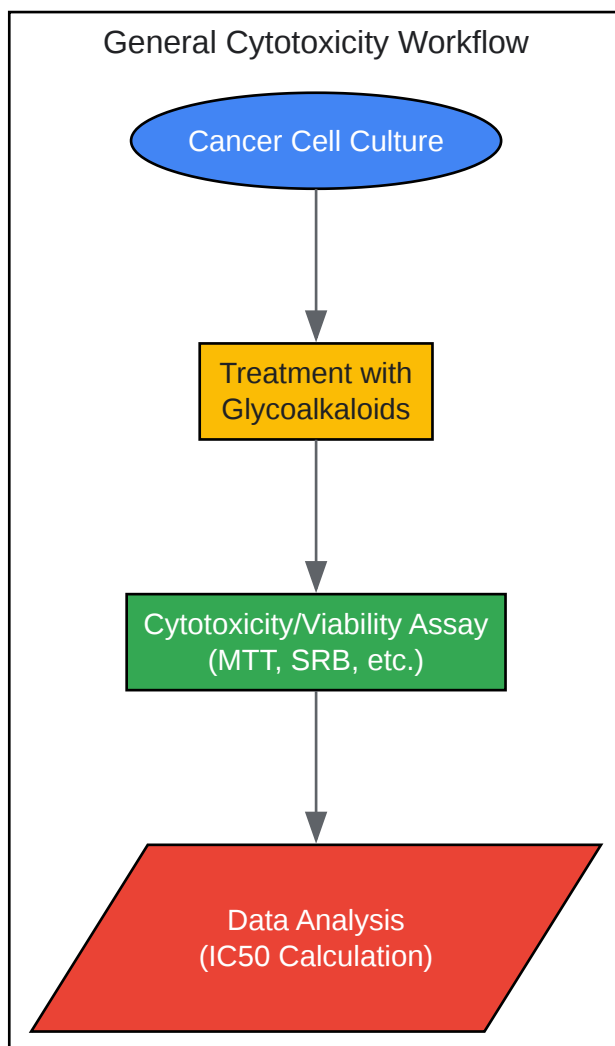 General Cytotoxicity Workflow
Cancer Cell Culture
Treatment with
Glycoalkaloids
Cytotoxicity/Viability Assay
(MTT, SRB, etc.)
Data Analysis
(IC50 Calculation)